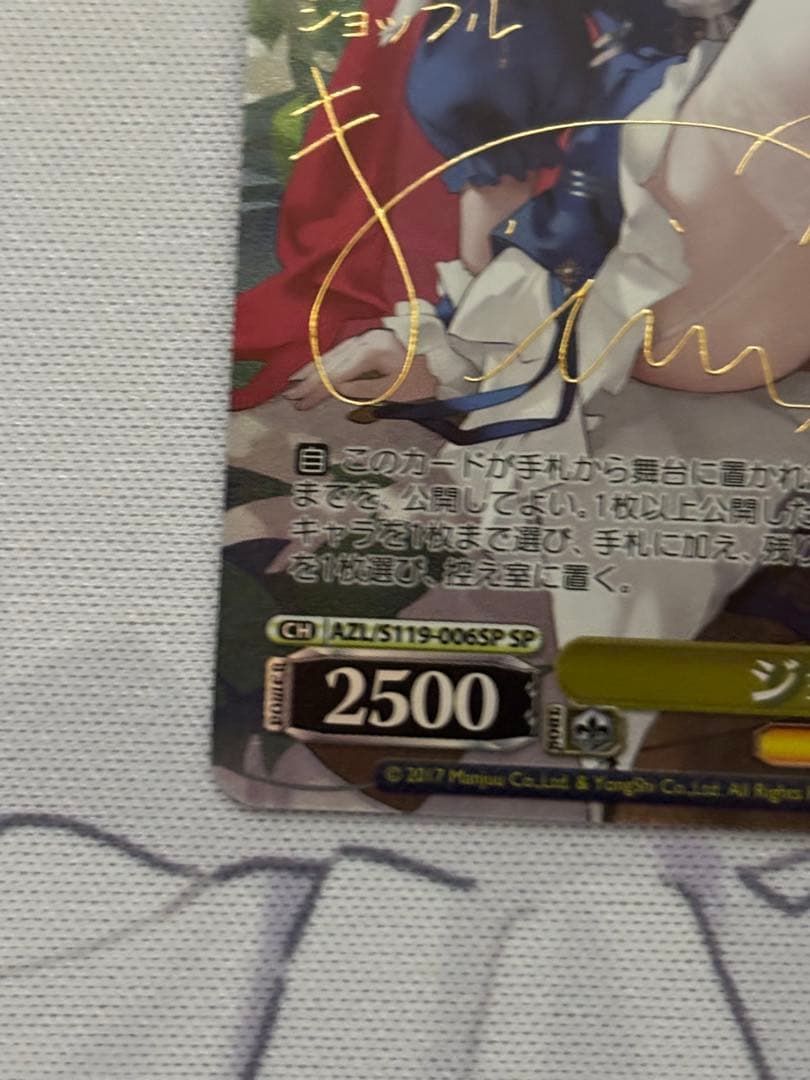 ジョッフル
自 このカードが手札から舞台に置かれ
までを、公開してよい。1枚以上公開した
キャラを1枚まで選び、手札に加え、残り
を1枚選び、控え室に置く。
CH AZL/S119-006SP SP
POWER 2500
SOUL
ジョ
© 2017 Manjuu Co.,Ltd. & YongShi Co.,Ltd. All Rights